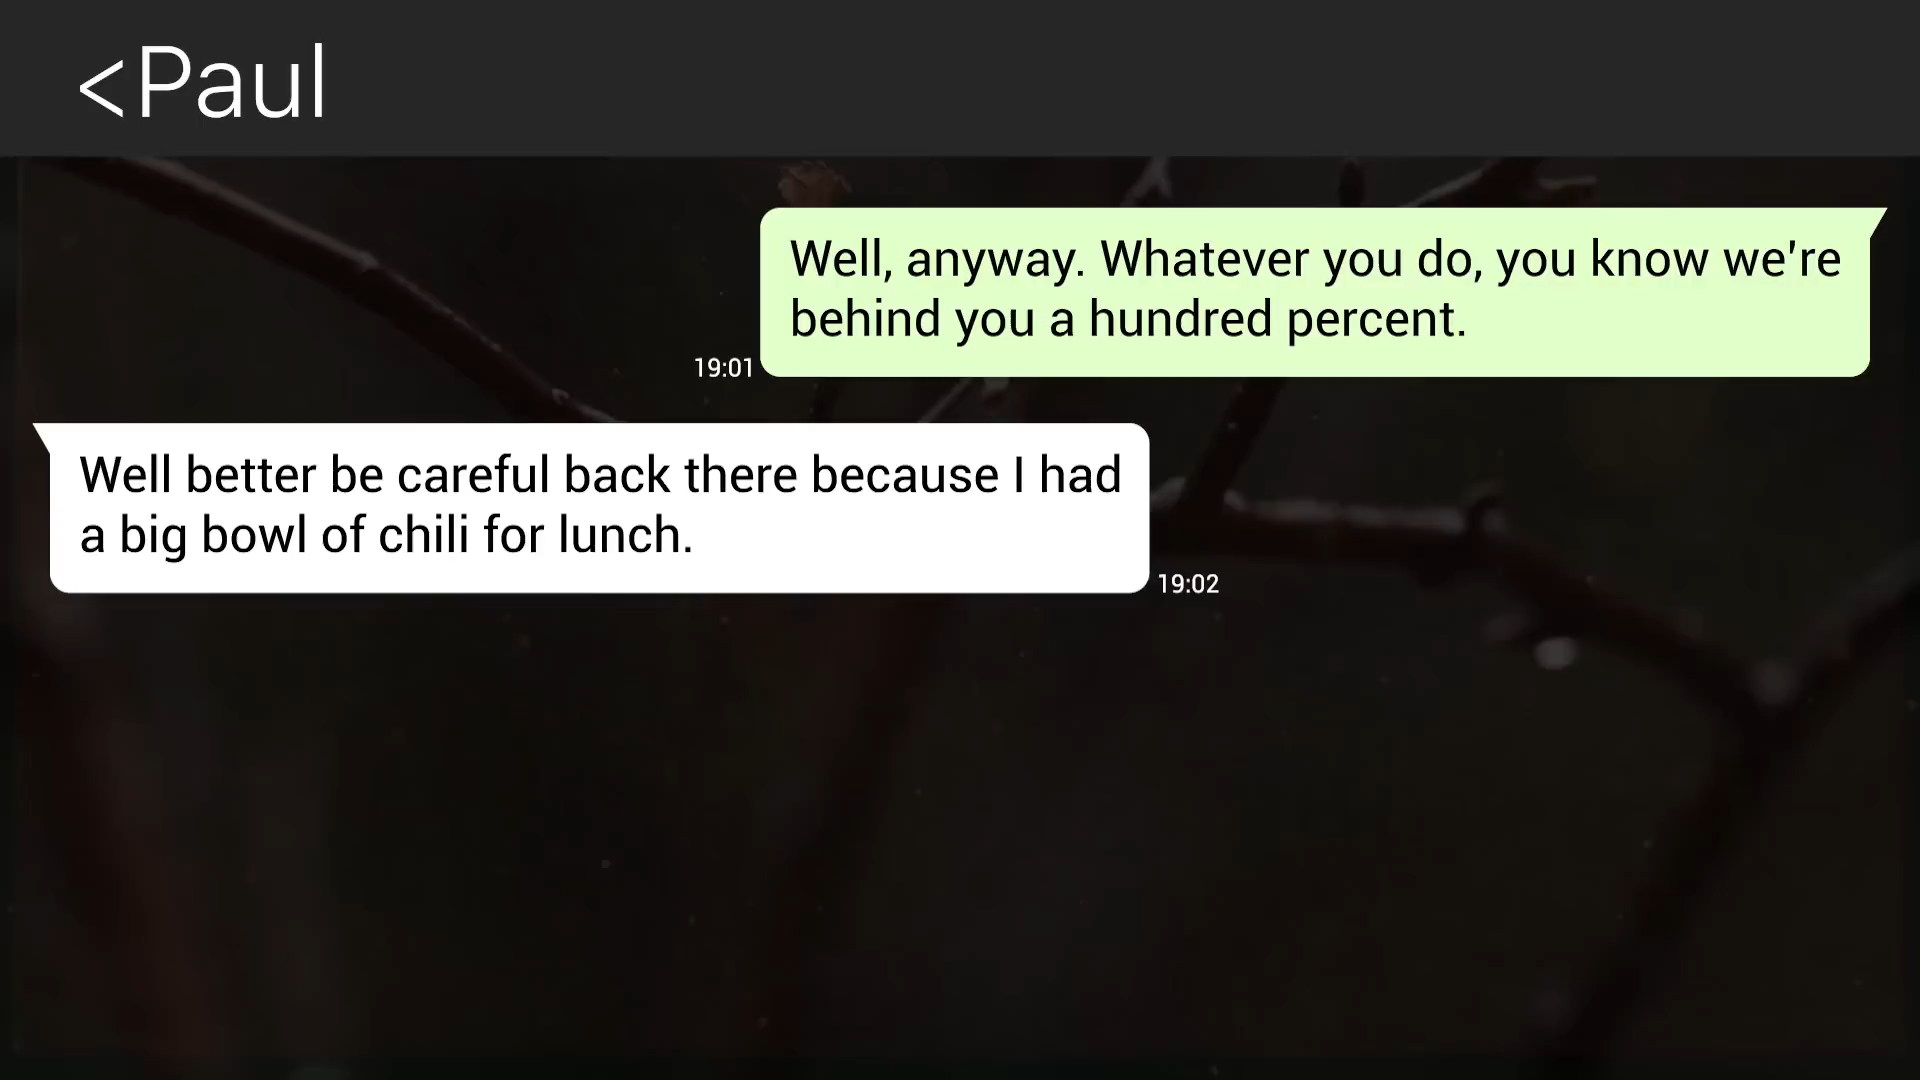 <Paul
Well, anyway. Whatever you do, you know we're
behind you a hundred percent.
19:01
Well better be careful back there because I had
a big bowl of chili for lunch.
19:02